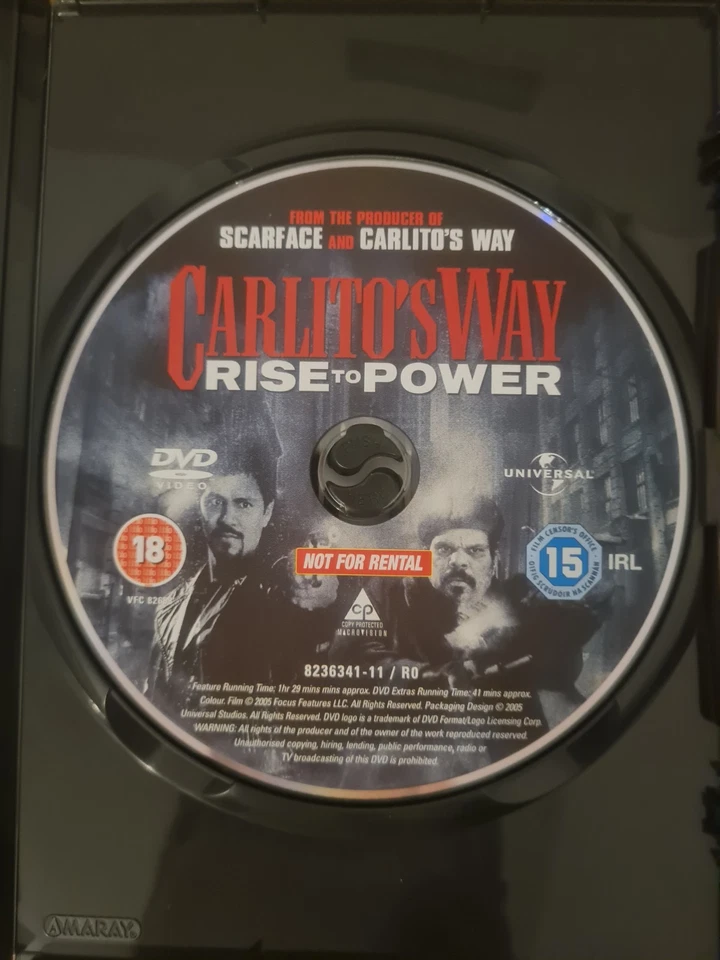 FROM THE PRODUCER OF
SCARFACE AND CARLITO'S WAY
CARLITO'S WAY
RISE TO POWER
DVD
VIDEO
UNIVERSAL
18
NOT FOR RENTAL
FILM CENSOR'S OFFICE
15
OIFIG SCRÚDÓIR NA SCANNÁN
IRL
CP
COPY PROTECTED
MACROVISION
8236341-11 / R0
Feature Running Time: 1hr 29 mins mins approx. DVD Extras Running Time: 41 mins approx.
Colour. Film © 2005 Focus Features LLC. All Rights Reserved. Packaging Design © 2005
Universal Studios. All Rights Reserved. DVD logo is a trademark of DVD Format/Logo Licensing Corp.
WARNING: All rights of the producer and of the owner of the work reproduced reserved.
Unauthorised copying, hiring, lending, public performance, radio or
TV broadcasting of this DVD is prohibited.
AMARAY